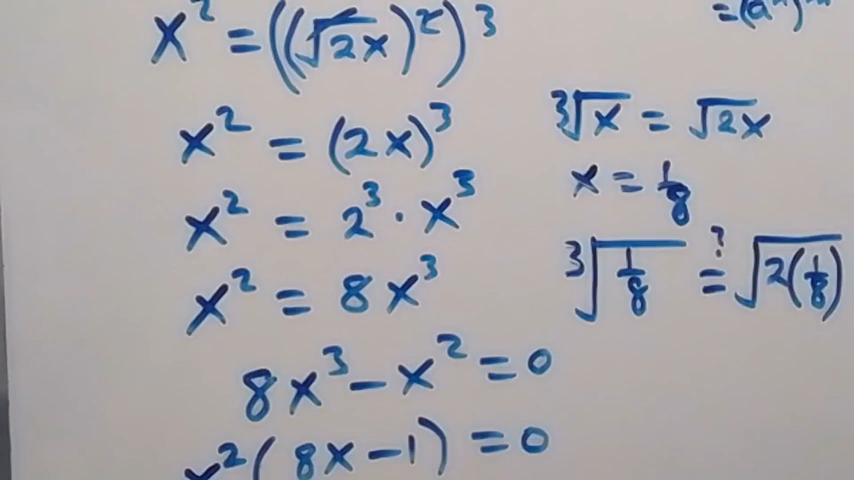 x² = ((√2x)²)³
x² = (2x)³
x² = 2³ · x³
x² = 8x³
8x³ − x² = 0
x²(8x − 1) = 0
∛x = √2x
x = 1/8
∛(1/8) ≟ √(2(1/8))